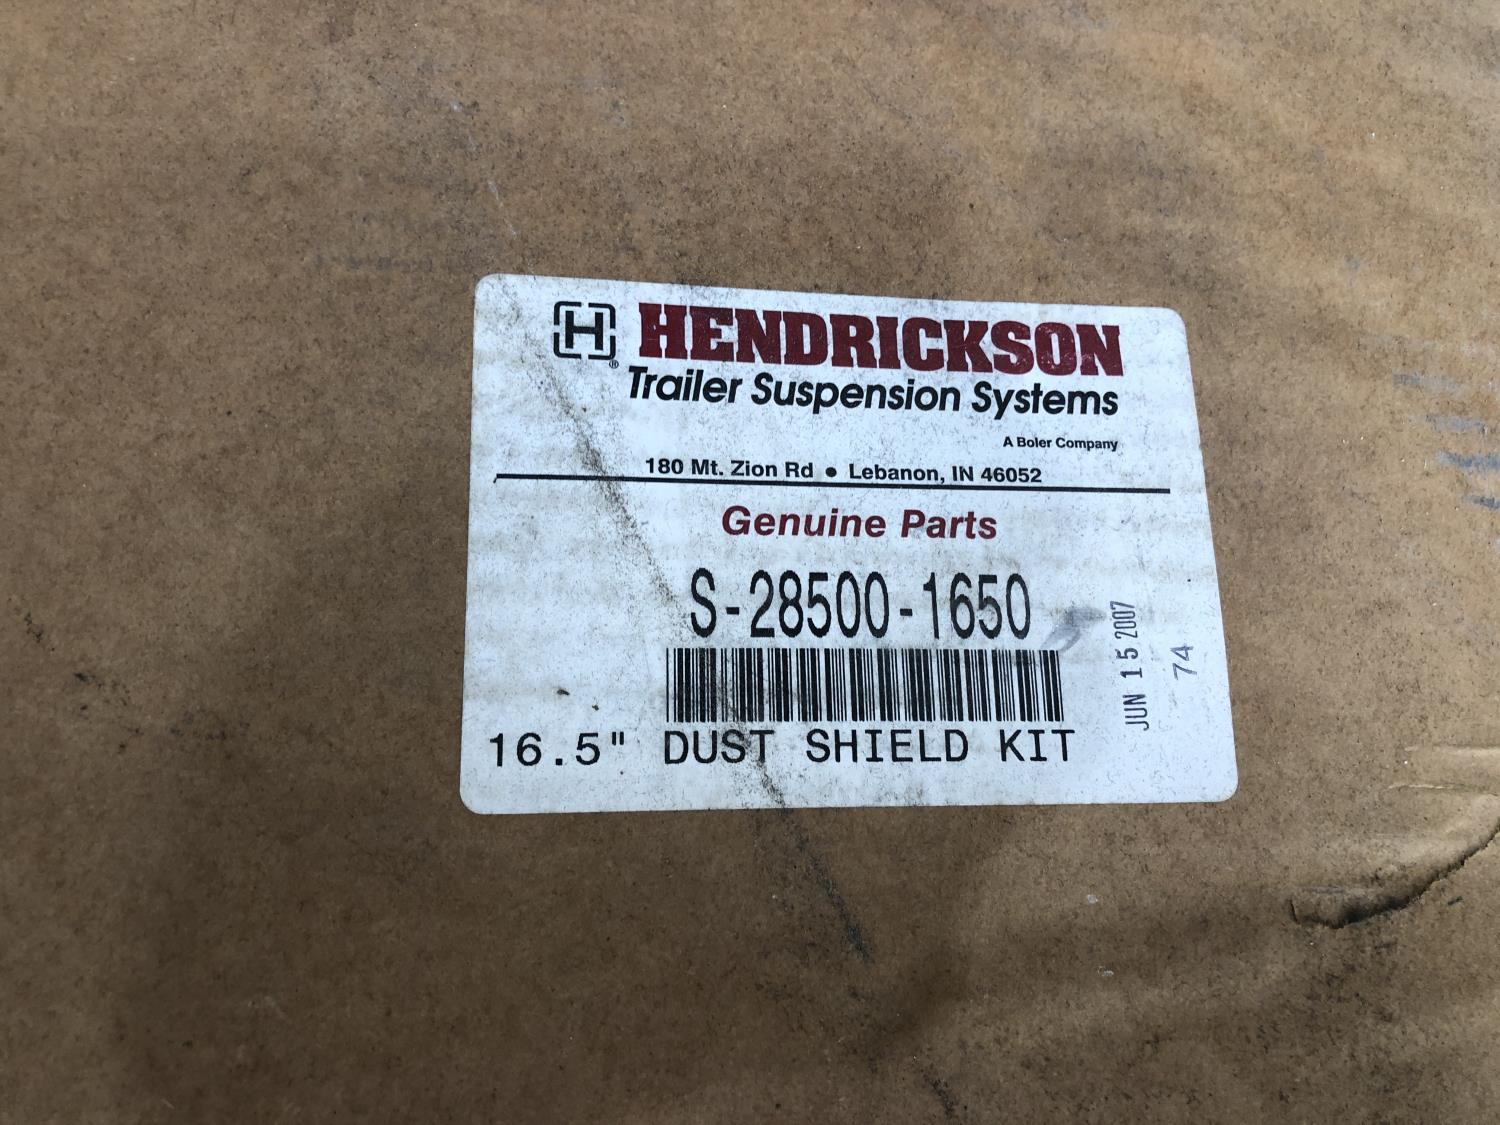 H HENDRICKSON
®
Trailer Suspension Systems
A Boler Company
180 Mt. Zion Rd • Lebanon, IN 46052
Genuine Parts
S-28500-1650
16.5" DUST SHIELD KIT
JUN 15 2007
74